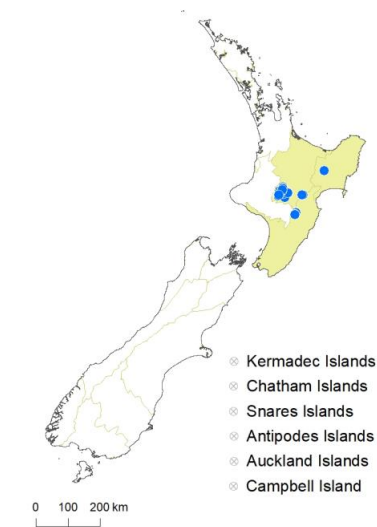 Kermadec Islands
Chatham Islands
Snares Islands
Antipodes Islands
Auckland Islands
Campbell Island
0 100 200 km